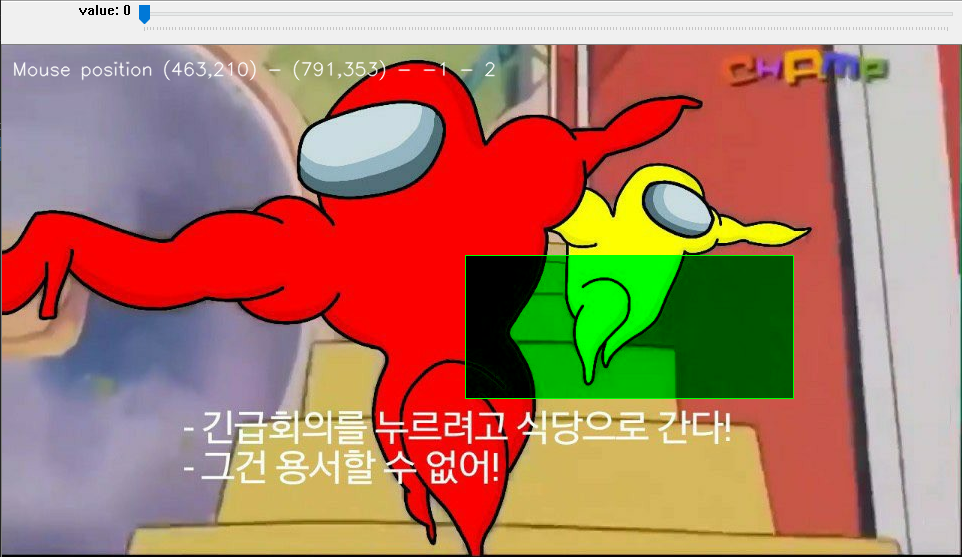 value: 0
Mouse position (463,210) - (791,353) - -1 - 2
CHAMP
- 긴급회의를 누르려고 식당으로 간다!
- 그건 용서할 수 없어!